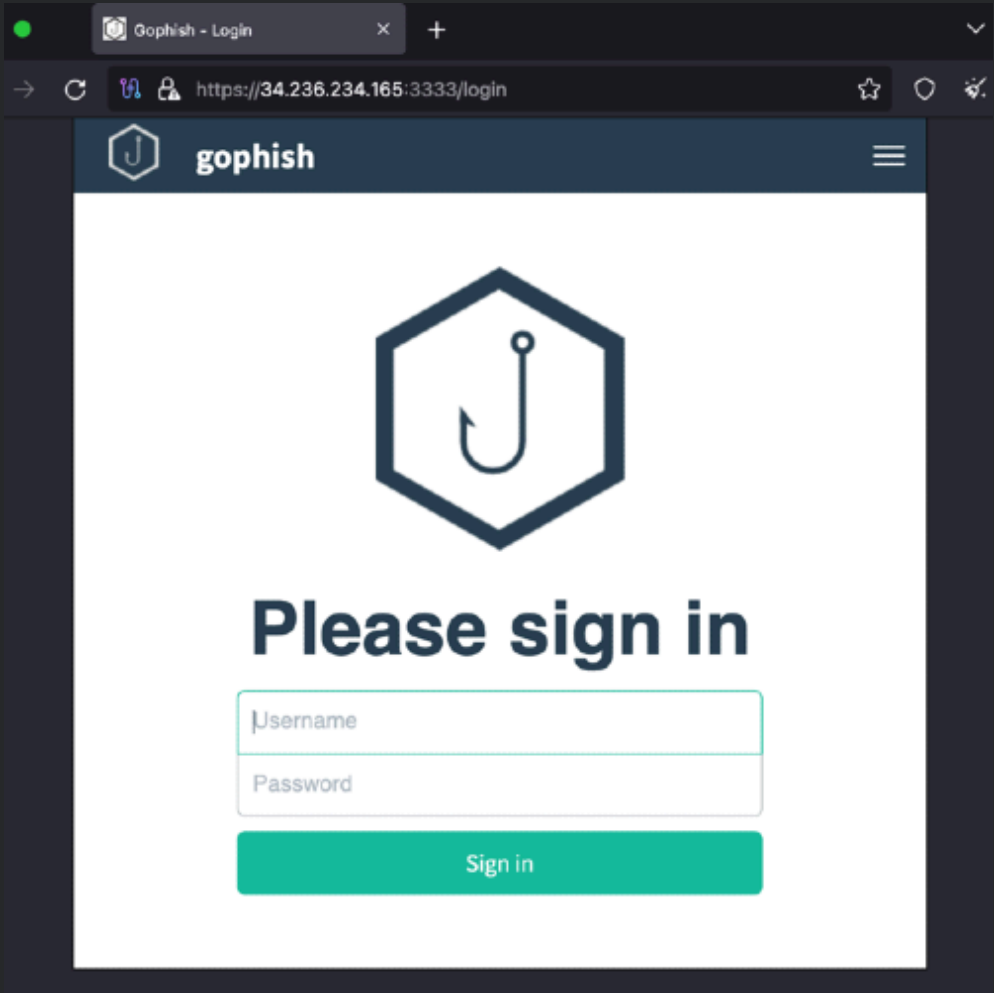 Gophish - Login
https://34.236.234.165:3333/login
gophish
Please sign in
Username
Password
Sign in